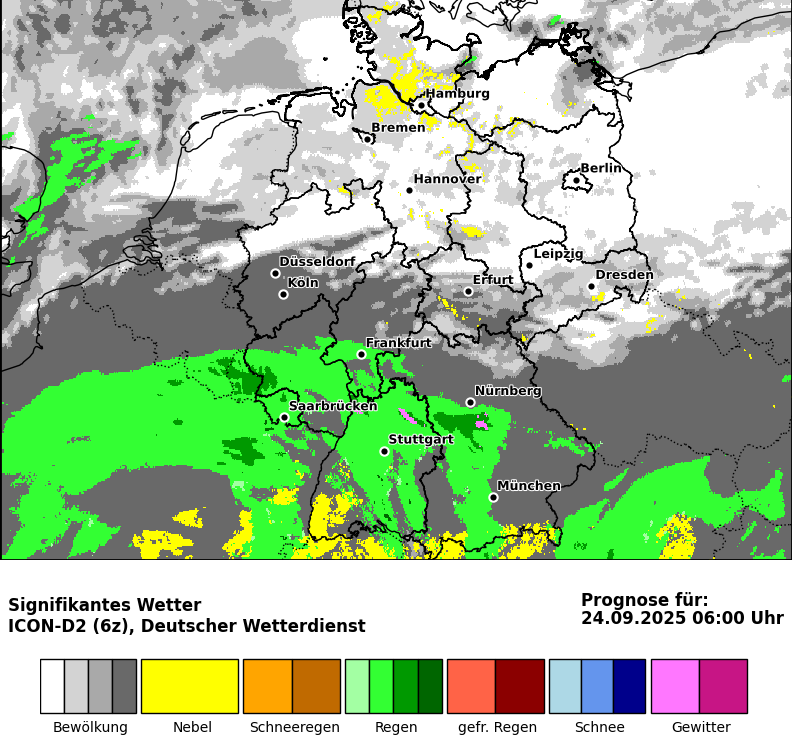 Hamburg
Bremen
Berlin
Hannover
Leipzig
Düsseldorf
Dresden
Köln
Erfurt
Frankfurt
Nürnberg
Saarbrücken
Stuttgart
München
Signifikantes Wetter
ICON-D2 (6z), Deutscher Wetterdienst
Prognose für:
24.09.2025 06:00 Uhr
Bewölkung
Nebel
Schneeregen
Regen
gefr. Regen
Schnee
Gewitter